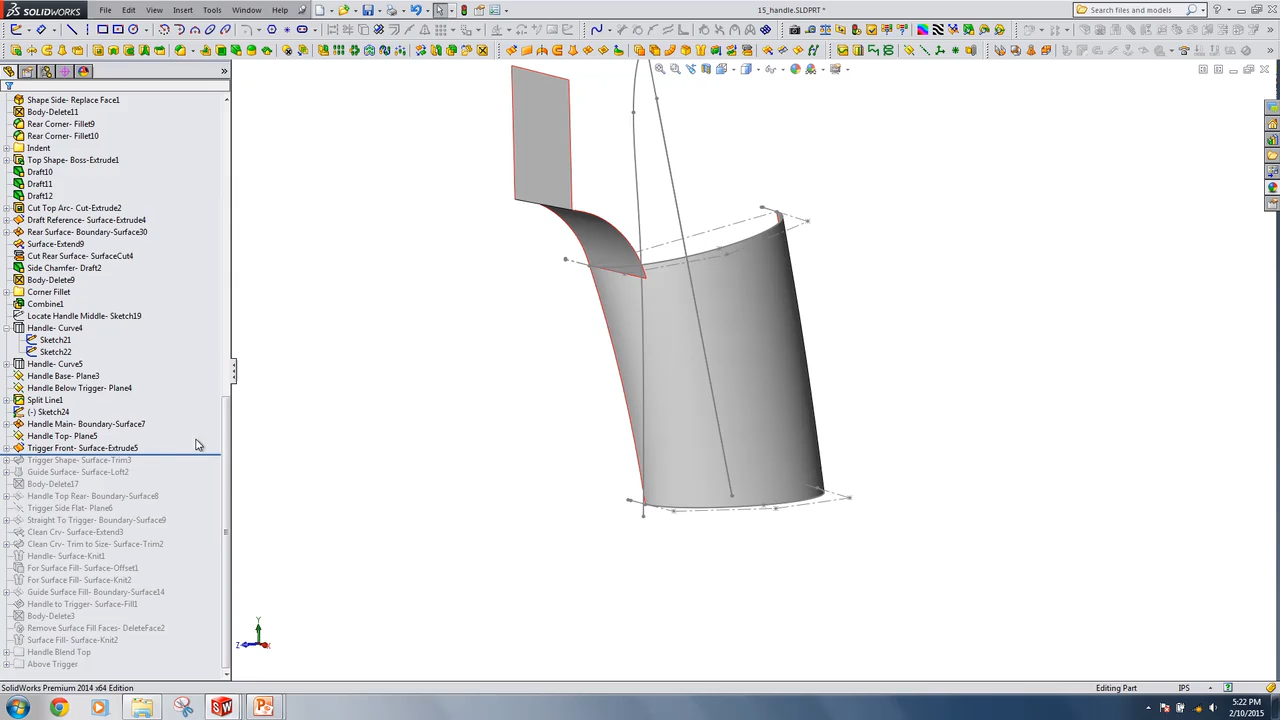 SOLIDWORKS
File Edit View Insert Tools Window Help
15_handle.SLDPRT *
Search files and models
Shape Side- Replace Face1
Body-Delete11
Rear Corner- Fillet9
Rear Corner- Fillet10
Indent
Top Shape- Boss-Extrude1
Draft10
Draft11
Draft12
Cut Top Arc- Cut-Extrude2
Draft Reference- Surface-Extrude4
Rear Surface- Boundary-Surface30
Surface-Extend9
Cut Rear Surface- SurfaceCut4
Side Chamfer- Draft2
Body-Delete9
Corner Fillet
Combine1
Locate Handle Middle- Sketch19
Handle- Curve4
Sketch21
Sketch22
Handle- Curve5
Handle Base- Plane3
Handle Below Trigger- Plane4
Split Line1
(-) Sketch24
Handle Main- Boundary-Surface7
Handle Top- Plane5
Trigger Front- Surface-Extrude5
Trigger Shape- Surface-Trim3
Guide Surface- Surface-Loft2
Body-Delete17
Handle Top Rear- Boundary-Surface8
Trigger Side Flat- Plane6
Straight To Trigger- Boundary-Surface9
Clean Crv- Surface-Extend3
Clean Crv- Trim to Size- Surface-Trim2
Handle- Surface-Knit1
For Surface Fill- Surface-Offset1
For Surface Fill- Surface-Knit2
Guide Surface Fill- Boundary-Surface14
Handle to Trigger- Surface-Fill1
Body-Delete3
Remove Surface Fill Faces- DeleteFace2
Surface Fill- Surface-Knit2
Handle Blend Top
Above Trigger
Y
Z
X
SolidWorks Premium 2014 x64 Edition
Editing Part
IPS
5:22 PM
2/10/2015